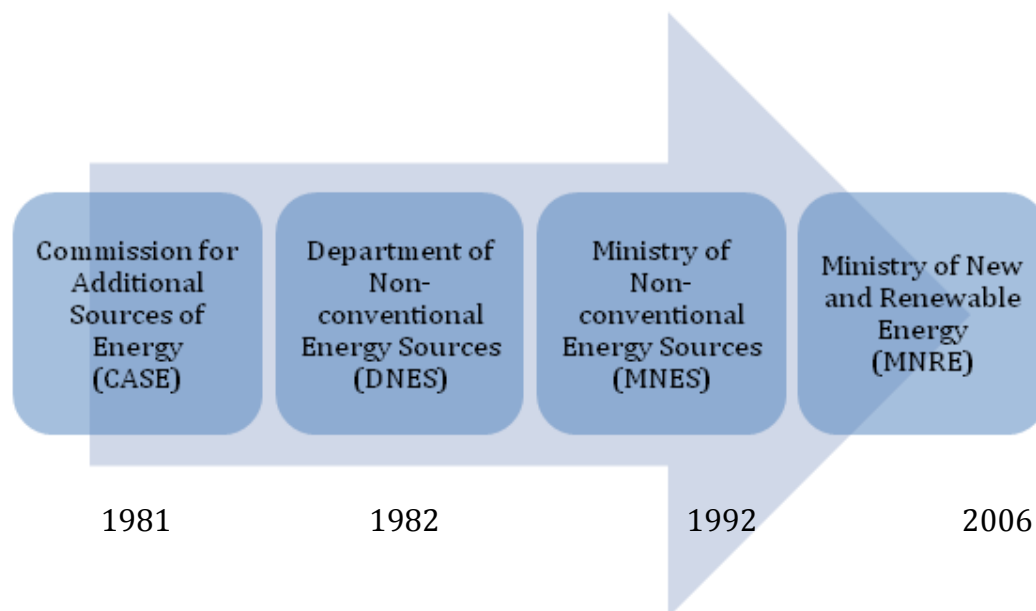 Commission for
Additional
Sources of
Energy
(CASE)
Department of
Non-
conventional
Energy Sources
(DNES)
Ministry of
Non-
conventional
Energy Sources
(MNES)
Ministry of New
and Renewable
Energy
(MNRE)
1981
1982
1992
2006